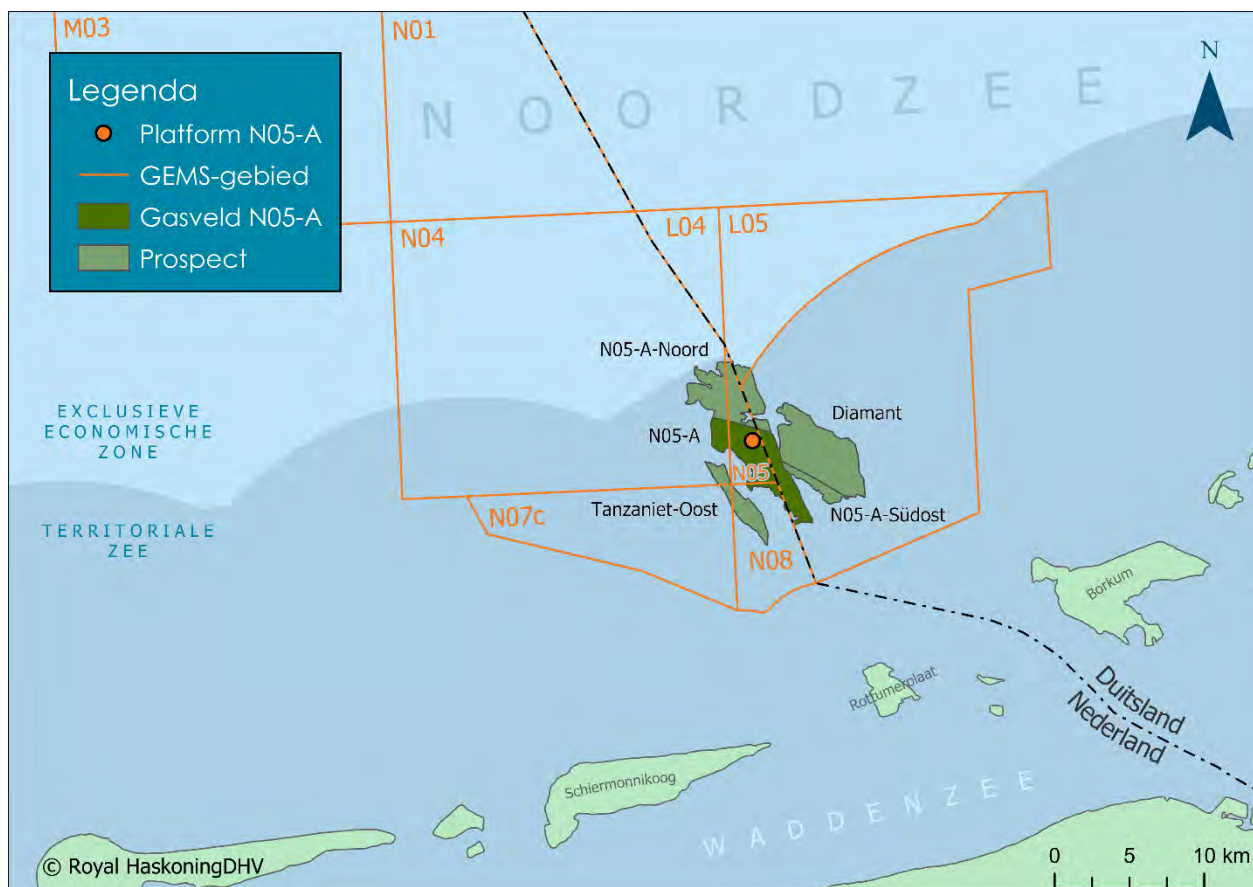 M03
N01
N
Legenda
Platform N05-A
GEMS-gebied
Gasveld N05-A
Prospect
NOORDZEE
N04
L04
L05
N05-A-Noord
Diamant
N05-A
EXCLUSIEVE
ECONOMISCHE
ZONE
N05
Tanzaniet-Oost
N05-A-Südost
N07c
TERRITORIALE
ZEE
N08
Borkum
Rottumerplaat
Duitsland
Nederland
Schiermonnikoog
WADDENZEE
© Royal HaskoningDHV
0 5 10 km